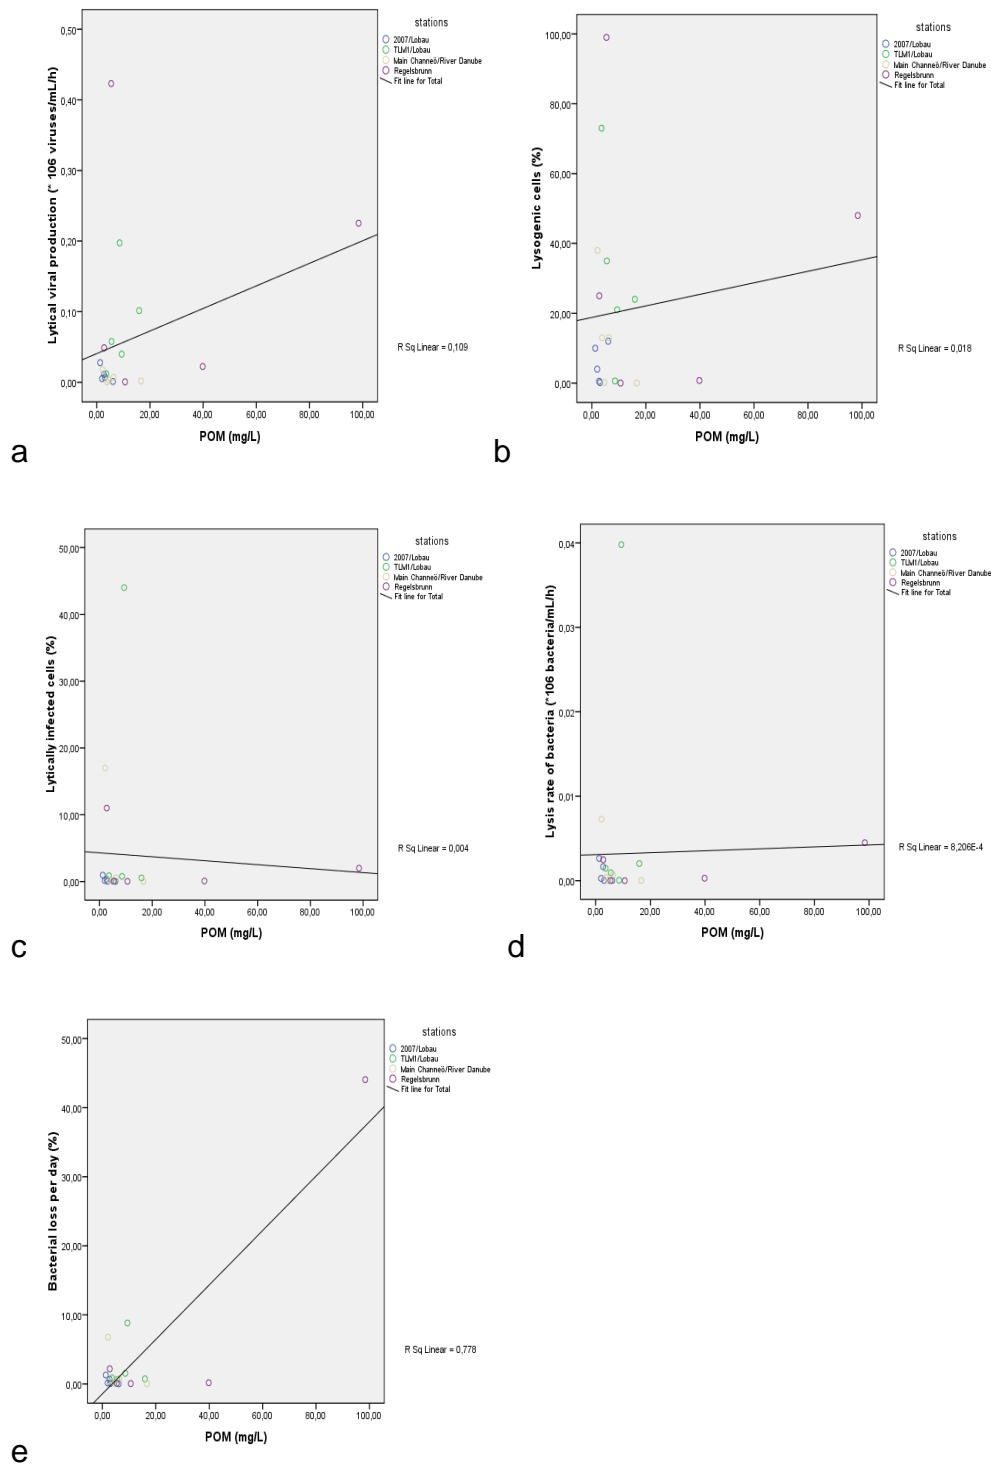 stations
2007/Lobau
TLM1/Lobau
Main Channeö/River Danube
Regelsbrunn
Fit line for Total
0,50
0,40
0,30
0,20
0,10
0,00
Lytical viral production (* 106 viruses/mL/h)
0,00 20,00 40,00 60,00 80,00 100,00
POM (mg/L)
R Sq Linear = 0,109
a
stations
2007/Lobau
TLM1/Lobau
Main Channeö/River Danube
Regelsbrunn
Fit line for Total
100,00
80,00
60,00
40,00
20,00
0,00
Lysogenic cells (%)
0,00 20,00 40,00 60,00 80,00 100,00
POM (mg/L)
R Sq Linear = 0,018
b
stations
2007/Lobau
TLM1/Lobau
Main Channeö/River Danube
Regelsbrunn
Fit line for Total
50,00
40,00
30,00
20,00
10,00
0,00
Lytically infected cells (%)
0,00 20,00 40,00 60,00 80,00 100,00
POM (mg/L)
R Sq Linear = 0,004
c
stations
2007/Lobau
TLM1/Lobau
Main Channeö/River Danube
Regelsbrunn
Fit line for Total
0,04
0,03
0,02
0,01
0,00
Lysis rate of bacteria (*106 bacteria/mL/h)
0,00 20,00 40,00 60,00 80,00 100,00
POM (mg/L)
R Sq Linear = 8,206E-4
d
stations
2007/Lobau
TLM1/Lobau
Main Channeö/River Danube
Regelsbrunn
Fit line for Total
50,00
40,00
30,00
20,00
10,00
0,00
Bacterial loss per day (%)
0,00 20,00 40,00 60,00 80,00 100,00
POM (mg/L)
R Sq Linear = 0,778
e